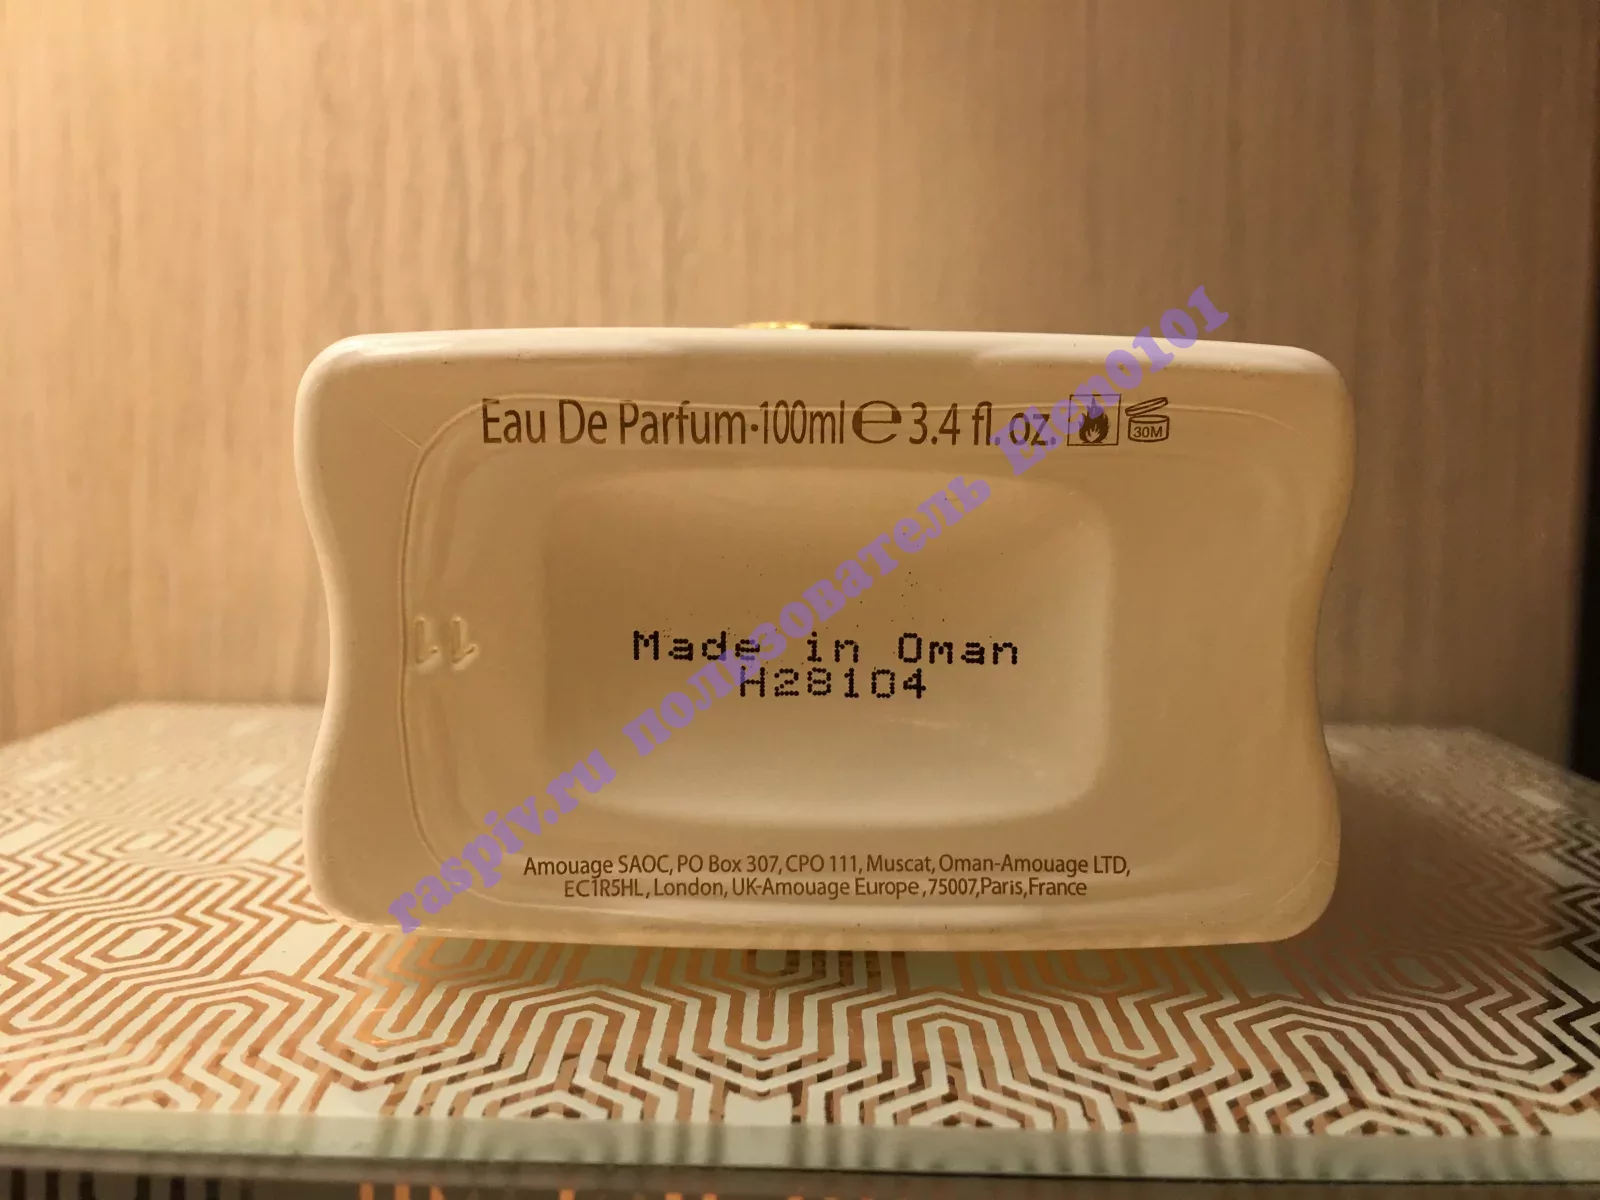 Eau De Parfum·100ml ℮ 3.4 fl. oz. 30M
11
Made in Oman
H28104
Amouage SAOC, PO Box 307, CPO 111, Muscat, Oman-Amouage LTD,
EC1R5HL, London, UK-Amouage Europe ,75007,Paris,France
raspiv.ru пользователь Hen0101